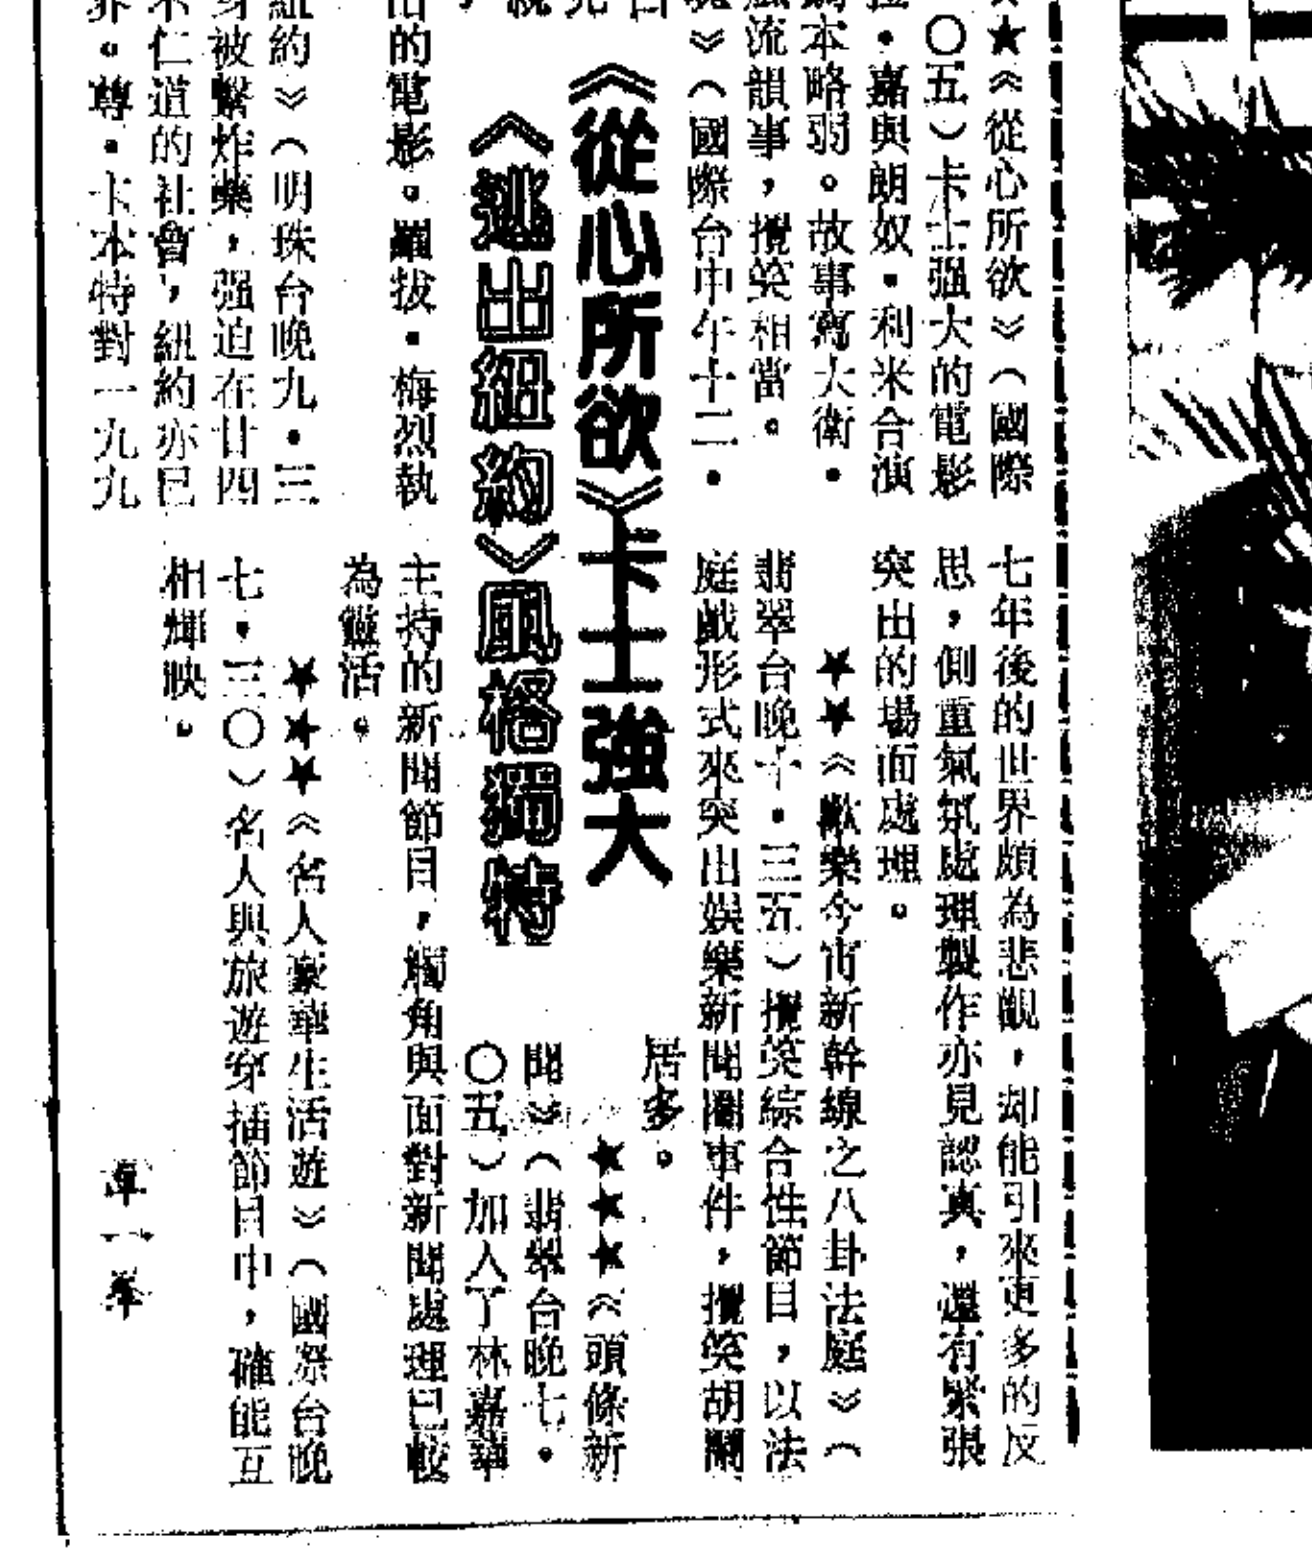 《從心所欲》卡士強大
《逃出紐約》風格獨特
★《從心所欲》（國際
〇五）卡士强大的電影
・嘉與朗奴・利米合演
本略弱。故事寫大衛・
流韻事，攪笑相當。
》（國際台中午十二・
的電影。羅拔・梅烈執
紐約》（明珠台晚九・三
身被繫炸藥，强迫在廿四
不仁道的社會，紐約亦已
界。尊・卡本特對一九九
七年後的世界頗為悲觀，却能引來更多的反
思，側重氣氛處理製作亦見認真，還有緊張
突出的場面處理。
★★《歡樂今宵新幹線之八卦法庭》（
翡翠台晚十・三五）攪笑綜合性節目，以法
庭戲形式來突出娛樂新聞圈事件，攪笑胡鬧
居多。
★★★《頭條新
聞》（翡翠台晚七・
〇五）加入了林嘉華
主持的新聞節目，觸角與面對新聞處理已較
為靈活。
★★★《名人豪華生活遊》（國際台晚
七・三〇）名人與旅遊穿插節目中，確能互
相輝映。